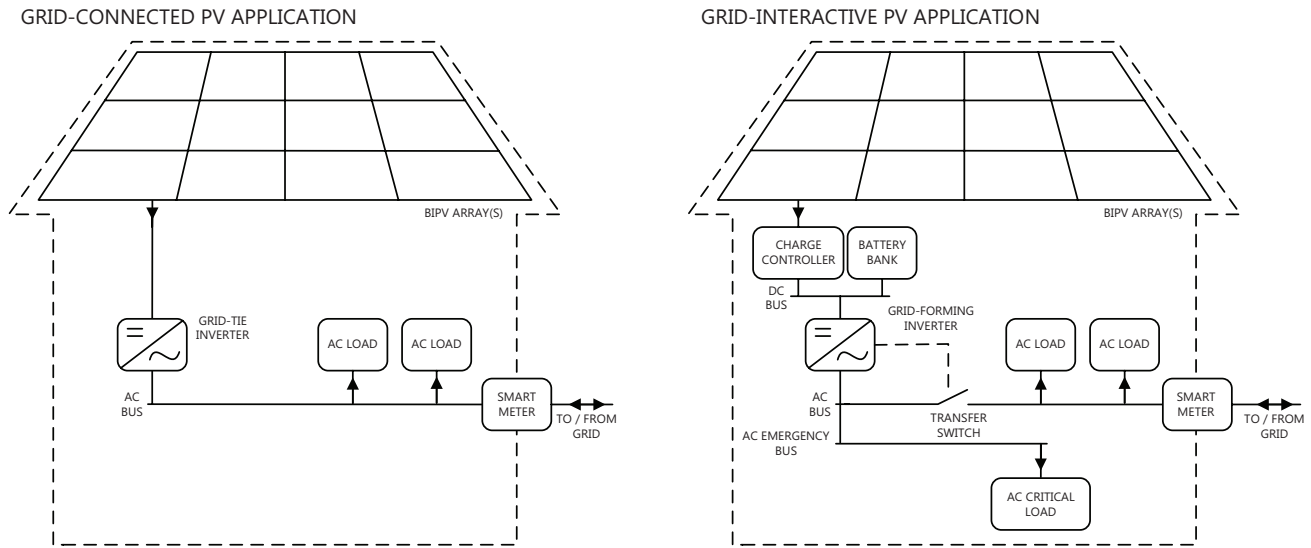 GRID-CONNECTED PV APPLICATION
BIPV ARRAY(S)
GRID-TIE
INVERTER
AC LOAD
AC LOAD
AC
BUS
SMART
METER
TO / FROM
GRID
GRID-INTERACTIVE PV APPLICATION
BIPV ARRAY(S)
CHARGE
CONTROLLER
BATTERY
BANK
DC
BUS
GRID-FORMING
INVERTER
AC LOAD
AC LOAD
AC
BUS
TRANSFER
SWITCH
SMART
METER
TO / FROM
GRID
AC EMERGENCY
BUS
AC CRITICAL
LOAD